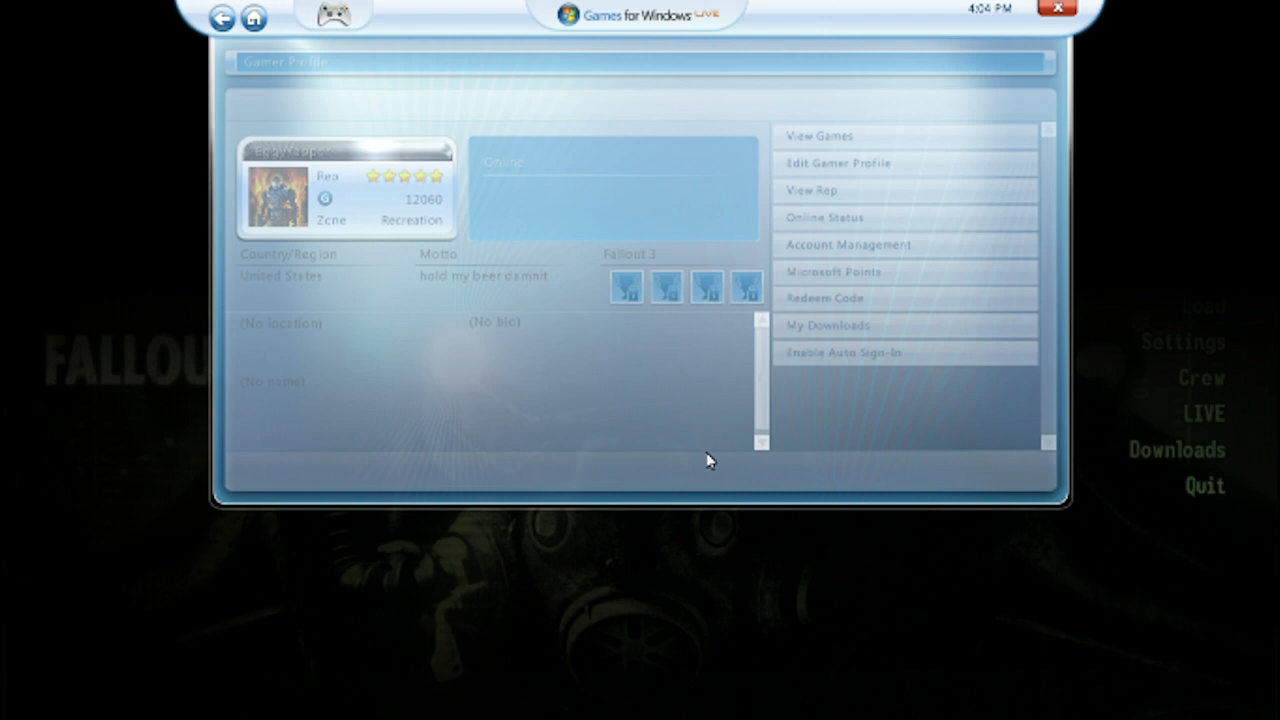 Games for Windows LIVE
4:04 PM
Gamer Profile
Rep
12060
Zone Recreation
Online
Country/Region
United States
Motto
hold my beer damnit
Fallout 3
(No location)
(No bio)
(No name)
View Games
Edit Gamer Profile
View Rep
Online Status
Account Management
Microsoft Points
Redeem Code
My Downloads
Enable Auto Sign-In
FALLOU
Load
Settings
Crew
LIVE
Downloads
Quit